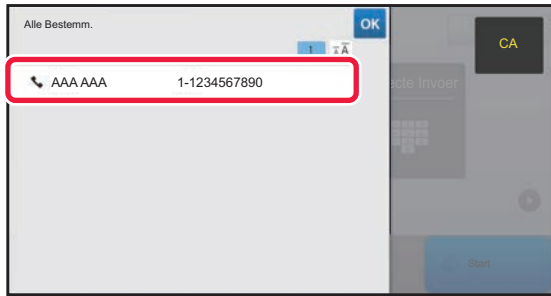 Alle Bestemm.
OK
CA
1
AAA AAA 1-1234567890
ecte Invoer
Start